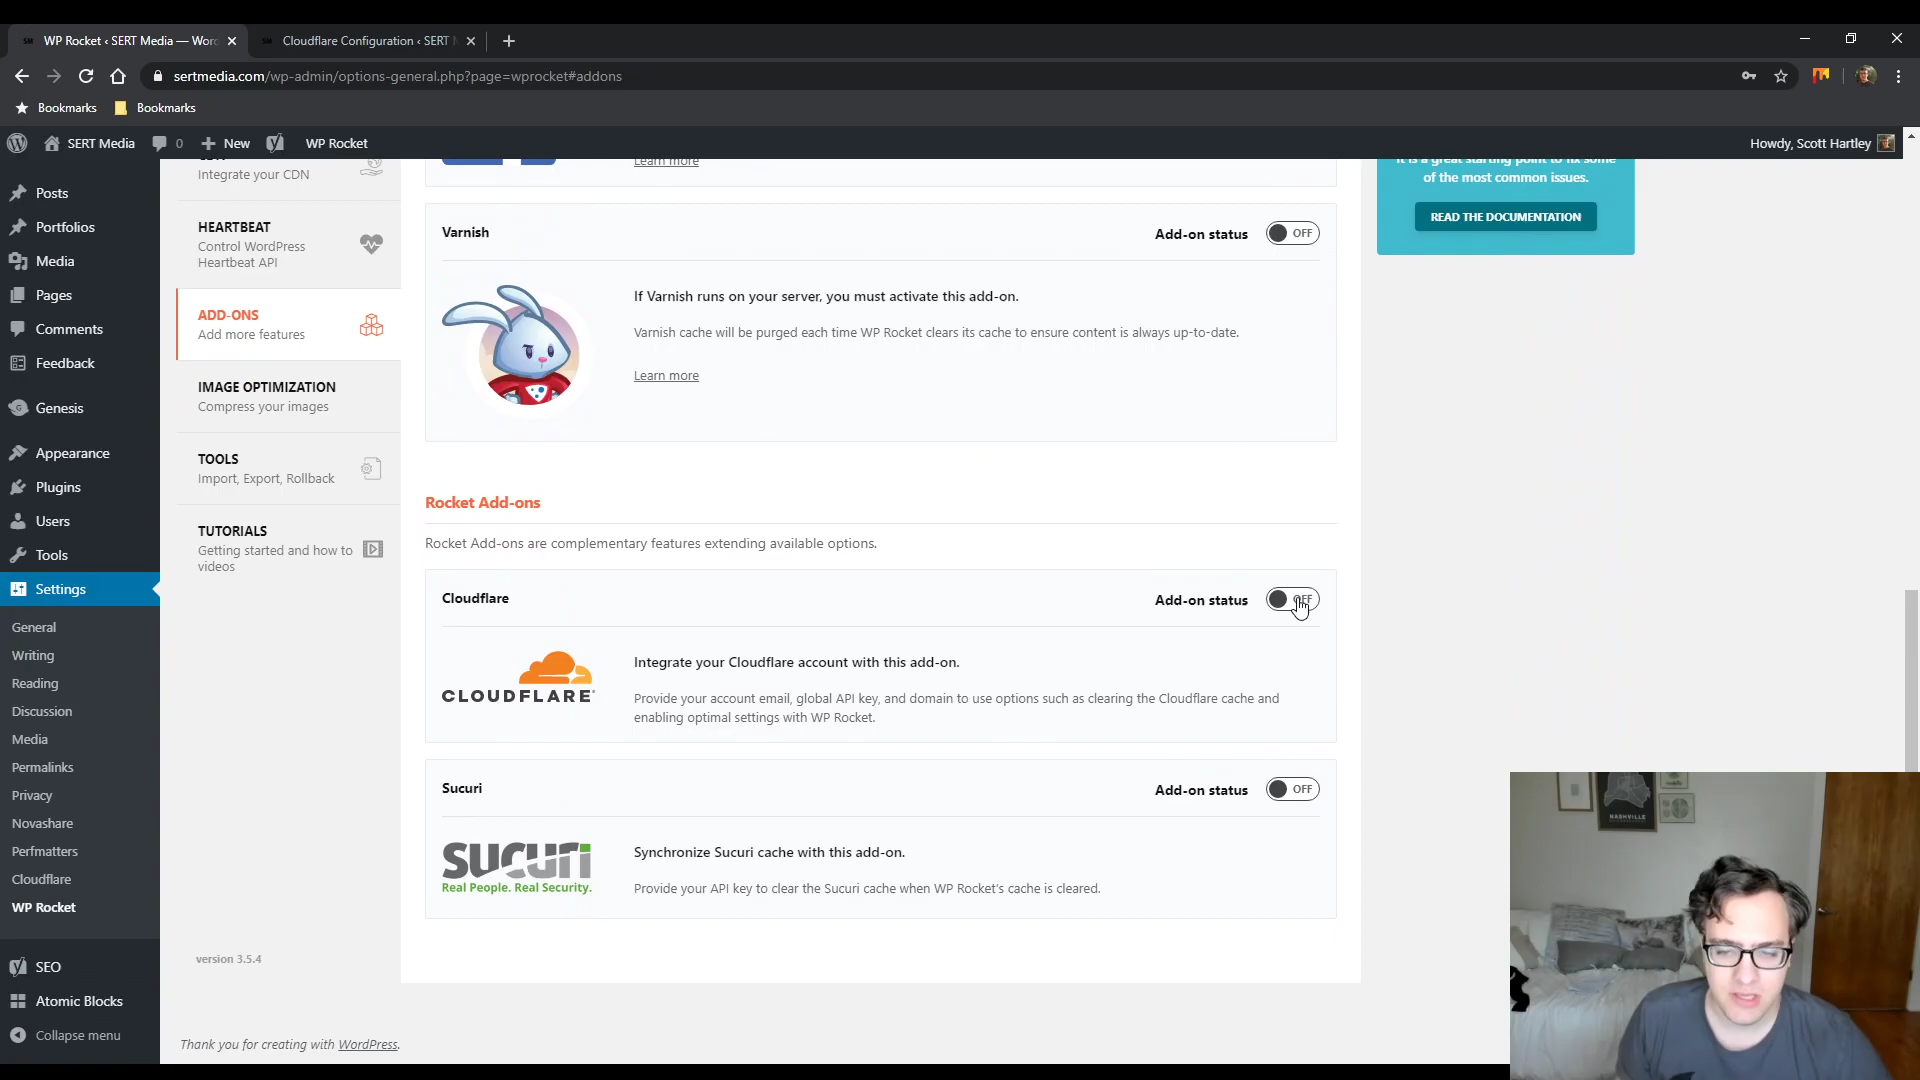 WP Rocket ‹ SERT Media — Wor
Cloudflare Configuration ‹ SERT
sertmedia.com/wp-admin/options-general.php?page=wprocket#addons
Bookmarks
Bookmarks
SERT Media
0
New
WP Rocket
Howdy, Scott Hartley
Posts
Portfolios
Media
Pages
Comments
Feedback
Genesis
Appearance
Plugins
Users
Tools
Settings
General
Writing
Reading
Discussion
Media
Permalinks
Privacy
Novashare
Perfmatters
Cloudflare
WP Rocket
SEO
Atomic Blocks
Collapse menu
Integrate your CDN
HEARTBEAT
Control WordPress
Heartbeat API
ADD-ONS
Add more features
IMAGE OPTIMIZATION
Compress your images
TOOLS
Import, Export, Rollback
TUTORIALS
Getting started and how to
videos
version 3.5.4
Learn more
Varnish
Add-on status
OFF
If Varnish runs on your server, you must activate this add-on.
Varnish cache will be purged each time WP Rocket clears its cache to ensure content is always up-to-date.
Learn more
Rocket Add-ons
Rocket Add-ons are complementary features extending available options.
Cloudflare
Add-on status
OFF
CLOUDFLARE
Integrate your Cloudflare account with this add-on.
Provide your account email, global API key, and domain to use options such as clearing the Cloudflare cache and
enabling optimal settings with WP Rocket.
Sucuri
Add-on status
OFF
sucuri
Real People. Real Security.
Synchronize Sucuri cache with this add-on.
Provide your API key to clear the Sucuri cache when WP Rocket's cache is cleared.
It is a great starting point to fix some
of the most common issues.
READ THE DOCUMENTATION
NASHVILLE
Thank you for creating with WordPress.